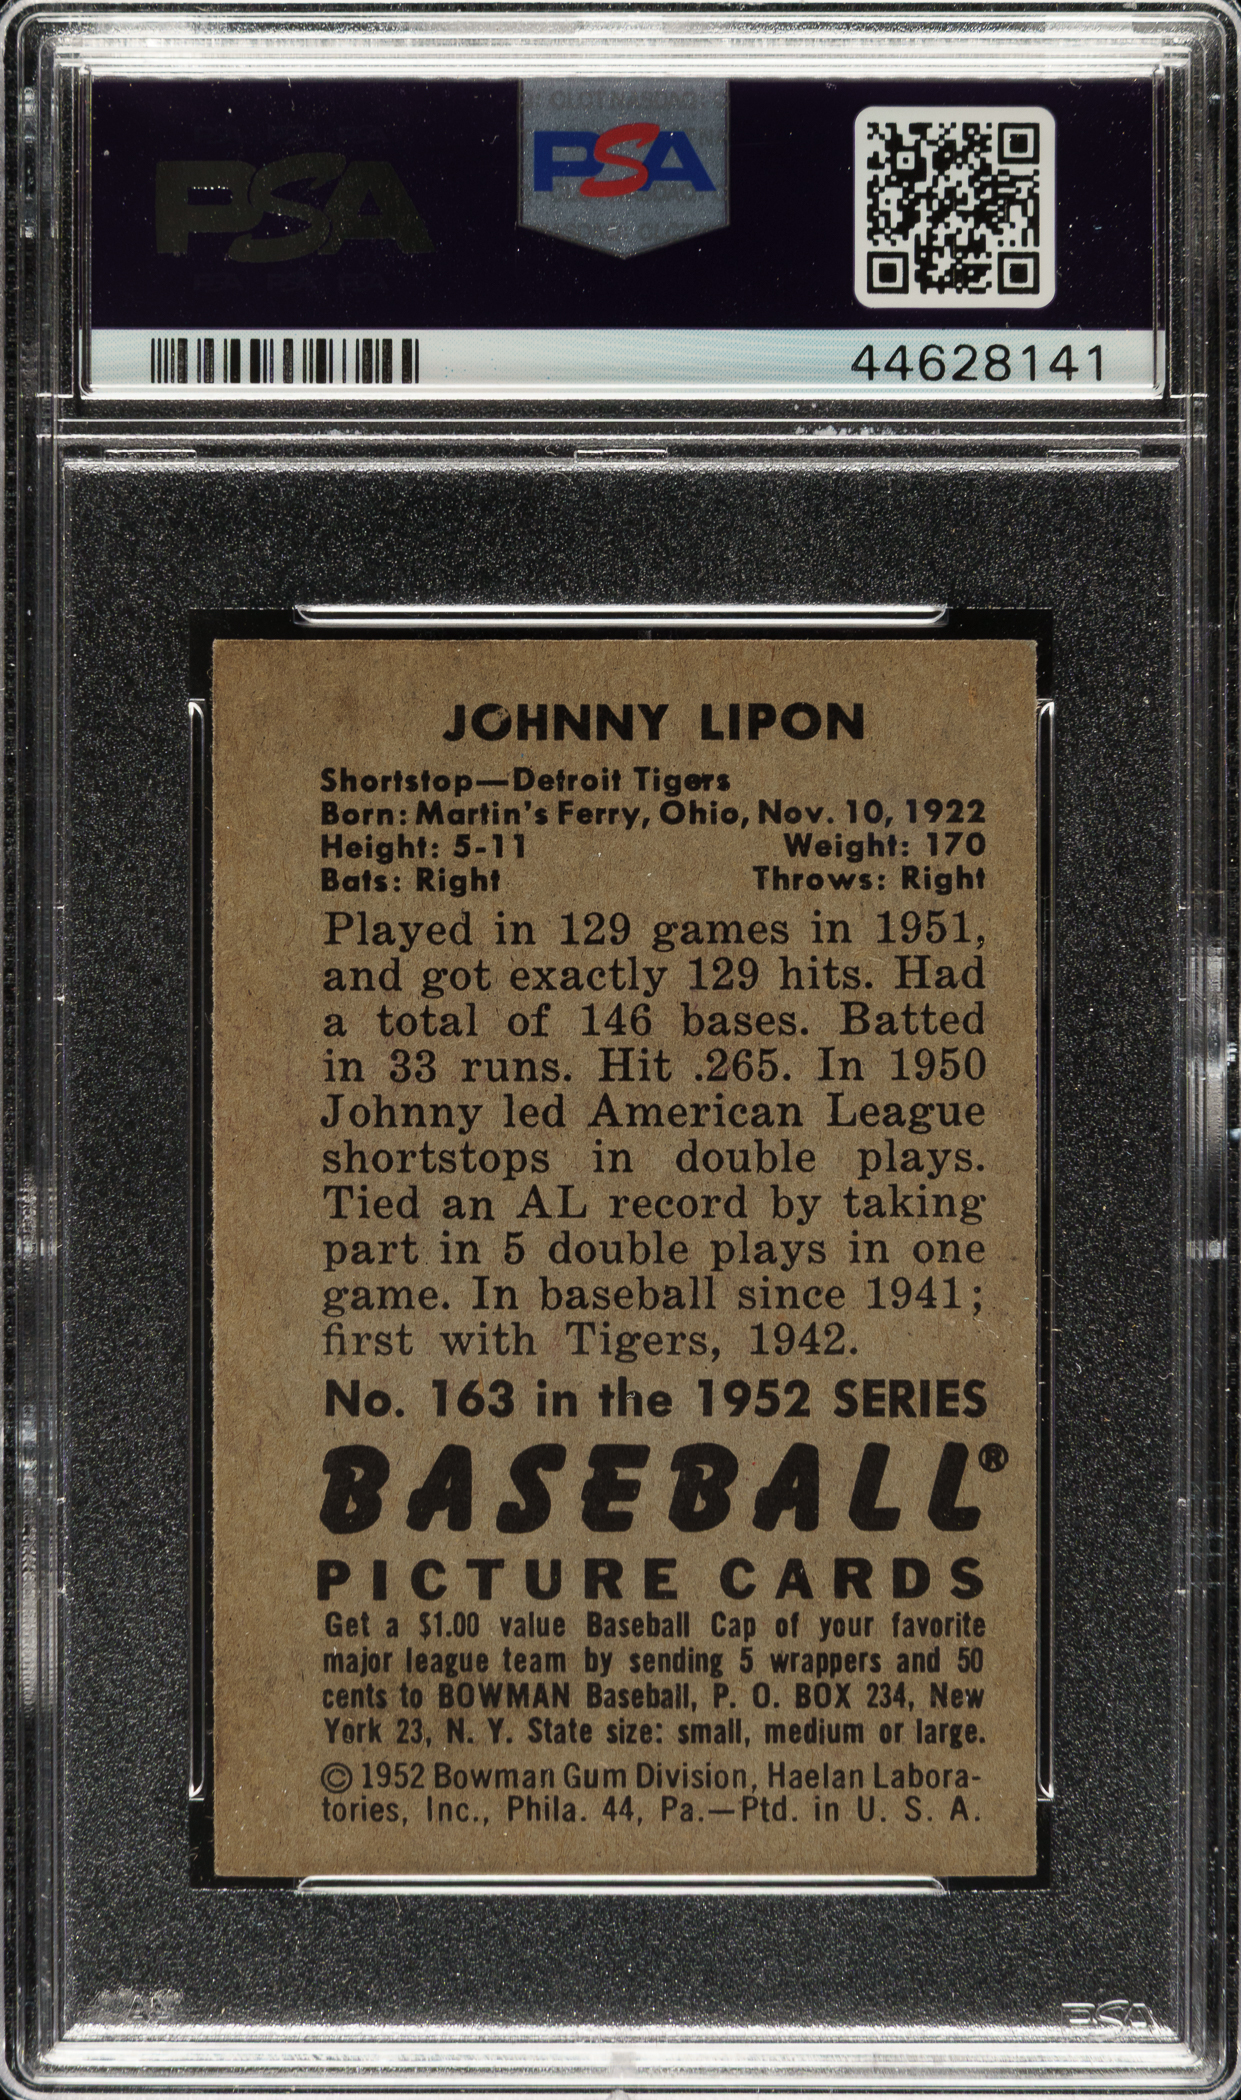 PSA
PSA
44628141
JOHNNY LIPON
Shortstop—Detroit Tigers
Born: Martin's Ferry, Ohio, Nov. 10, 1922
Height: 5-11 Weight: 170
Bats: Right Throws: Right
Played in 129 games in 1951,
and got exactly 129 hits. Had
a total of 146 bases. Batted
in 33 runs. Hit .265. In 1950
Johnny led American League
shortstops in double plays.
Tied an AL record by taking
part in 5 double plays in one
game. In baseball since 1941;
first with Tigers, 1942.
No. 163 in the 1952 SERIES
BASEBALL®
PICTURE CARDS
Get a $1.00 value Baseball Cap of your favorite
major league team by sending 5 wrappers and 50
cents to BOWMAN Baseball, P. O. BOX 234, New
York 23, N. Y. State size: small, medium or large.
© 1952 Bowman Gum Division, Haelan Labora-
tories, Inc., Phila. 44, Pa.—Ptd. in U. S. A.